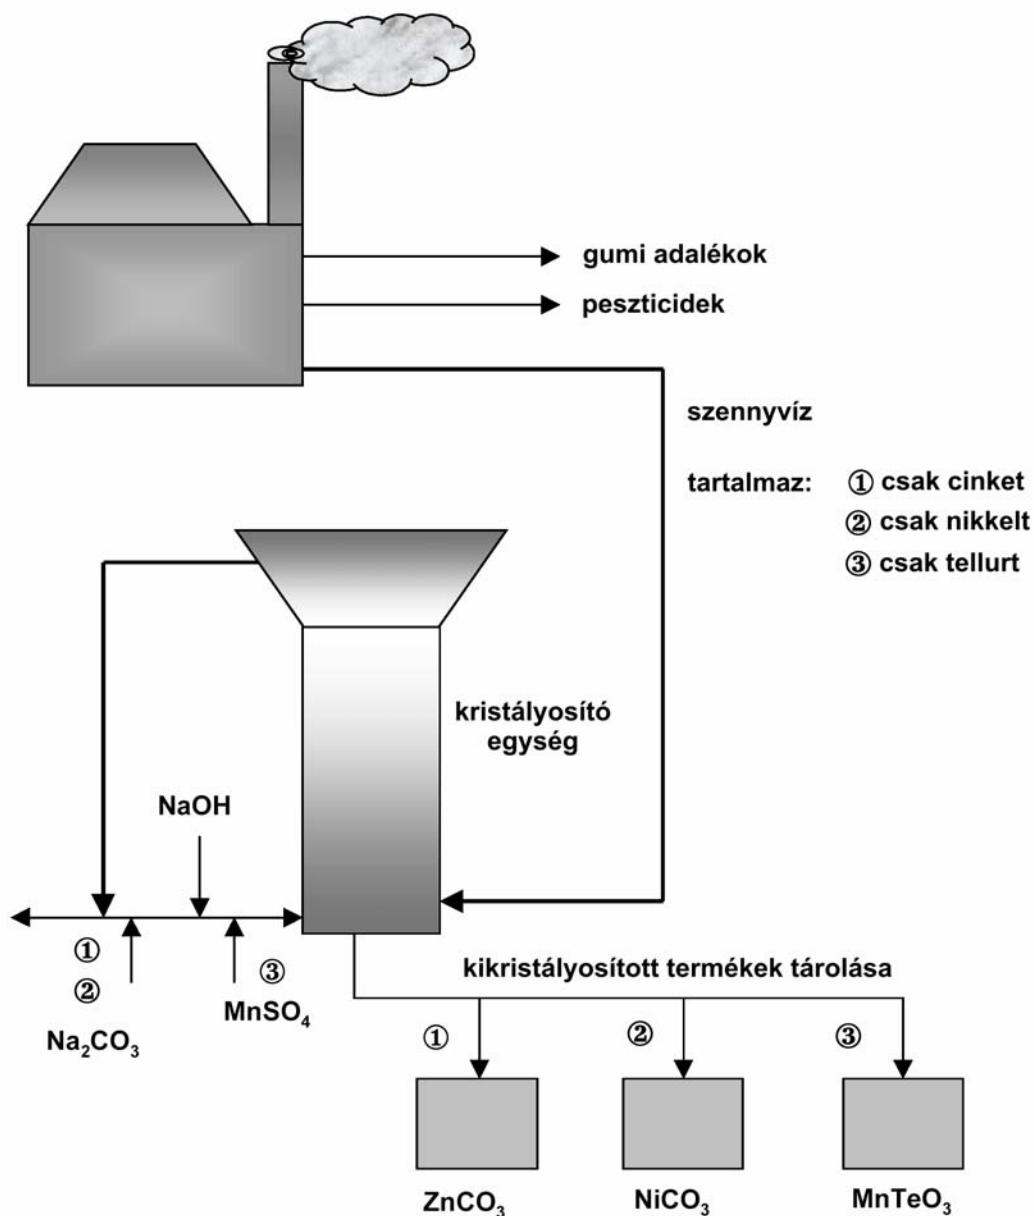 gumi adalékok
peszticidek
szennyvíz
tartalmaz: ① csak cinket
② csak nikkelt
③ csak tellurt
kristályosító
egység
NaOH
①
②
Na₂CO₃
③
MnSO₄
kikristályosított termékek tárolása
① ② ③
ZnCO₃ NiCO₃ MnTeO₃